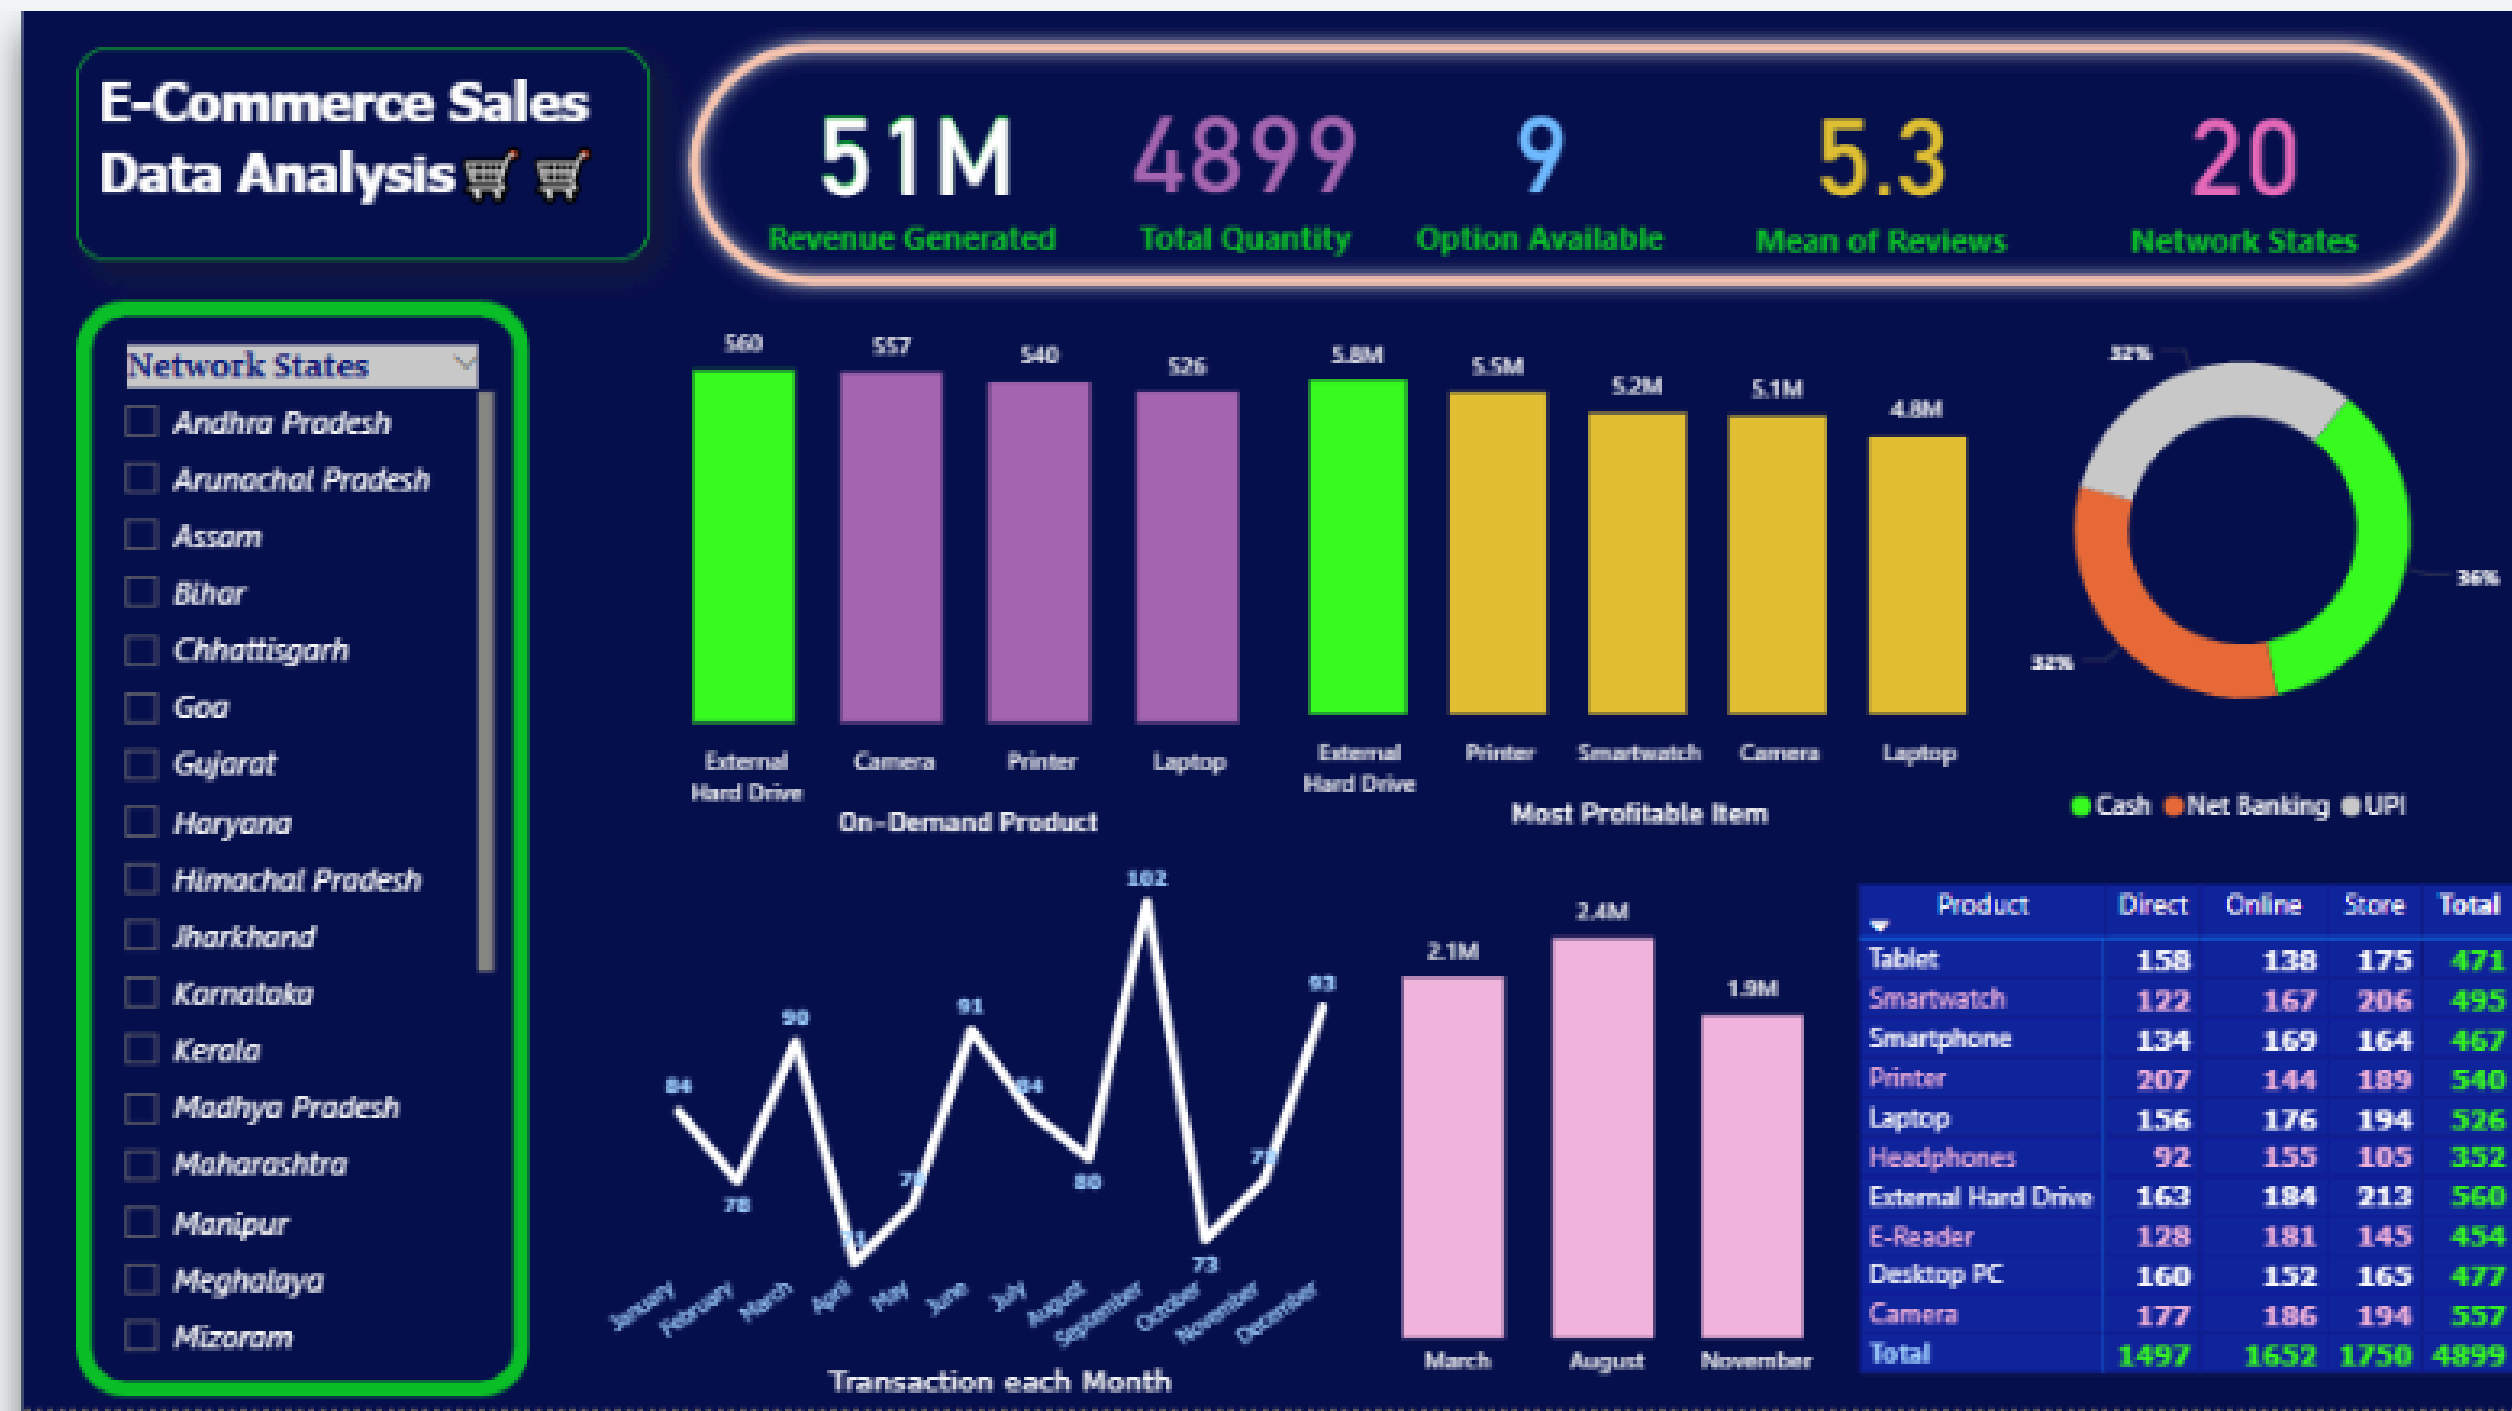 E-Commerce Sales
Data Analysis
51M
Revenue Generated
4899
Total Quantity
9
Option Available
5.3
Mean of Reviews
20
Network States
Network States
Andhra Pradesh
Arunachal Pradesh
Assam
Bihar
Chhattisgarh
Goa
Gujarat
Haryana
Himachal Pradesh
Jharkhand
Karnataka
Kerala
Madhya Pradesh
Maharashtra
Manipur
Meghalaya
Mizoram
560 557 540 526
External Camera Printer Laptop
Hard Drive
On-Demand Product
5.8M 5.5M 5.2M 5.1M 4.8M
External Printer Smartwatch Camera Laptop
Hard Drive
Most Profitable Item
32%
36%
32%
Cash Net Banking UPI
84 78 90 71 91 84 80 102 73 93
January February March April May June July August September October November December
Transaction each Month
2.1M 2.4M 1.9M
March August November
Product Direct Online Store Total
Tablet 158 138 175 471
Smartwatch 122 167 206 495
Smartphone 134 169 164 467
Printer 207 144 189 540
Laptop 156 176 194 526
Headphones 92 155 105 352
External Hard Drive 163 184 213 560
E-Reader 128 181 145 454
Desktop PC 160 152 165 477
Camera 177 186 194 557
Total 1497 1652 1750 4899